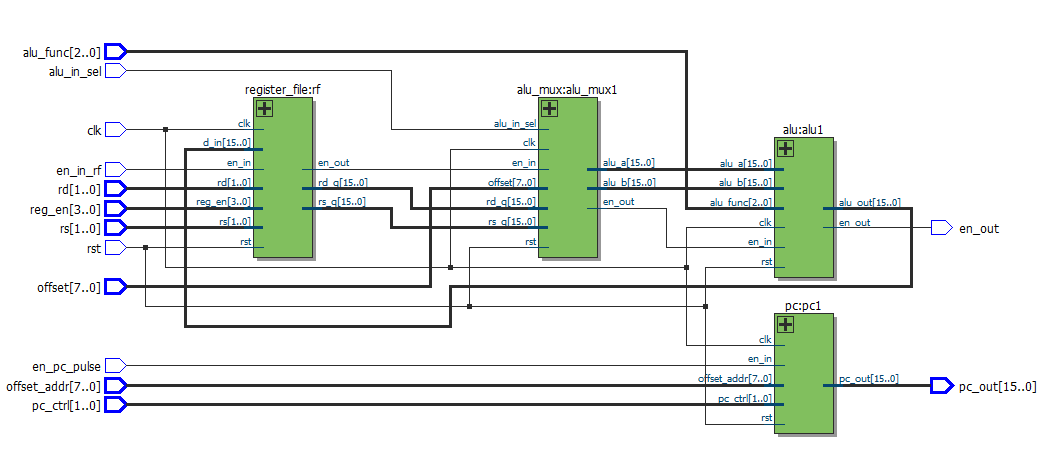 alu_func[2..0]
alu_in_sel
clk
en_in_rf
rd[1..0]
reg_en[3..0]
rs[1..0]
rst
offset[7..0]
en_pc_pulse
offset_addr[7..0]
pc_ctrl[1..0]
register_file:rf
clk
d_in[15..0]
en_in
rd[1..0]
reg_en[3..0]
rs[1..0]
rst
en_out
rd_q[15..0]
rs_q[15..0]
alu_mux:alu_mux1
alu_in_sel
clk
en_in
offset[7..0]
rd_q[15..0]
rs_q[15..0]
rst
alu_a[15..0]
alu_b[15..0]
en_out
alu:alu1
alu_a[15..0]
alu_b[15..0]
alu_func[2..0]
clk
en_in
rst
alu_out[15..0]
en_out
en_out
pc:pc1
clk
en_in
offset_addr[7..0]
pc_ctrl[1..0]
rst
pc_out[15..0]
pc_out[15..0]